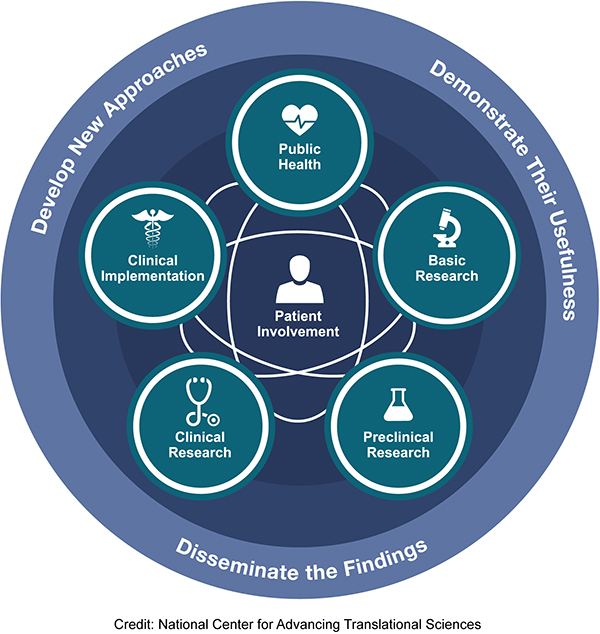 Develop New Approaches
Demonstrate Their Usefulness
Public
Health
Clinical
Implementation
Basic
Research
Patient
Involvement
Clinical
Research
Preclinical
Research
Disseminate the Findings
Credit: National Center for Advancing Translational Sciences